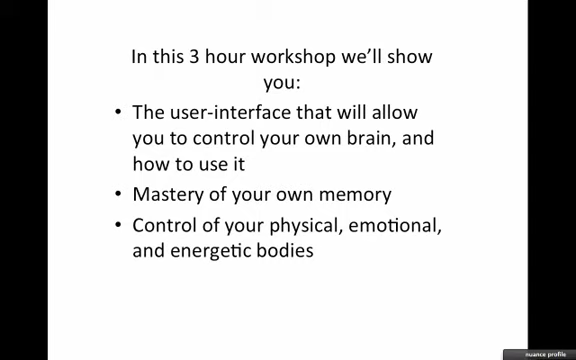 In this 3 hour workshop we'll show
you:
• The user-interface that will allow
you to control your own brain, and
how to use it
• Mastery of your own memory
• Control of your physical, emotional,
and energetic bodies
nuance profile